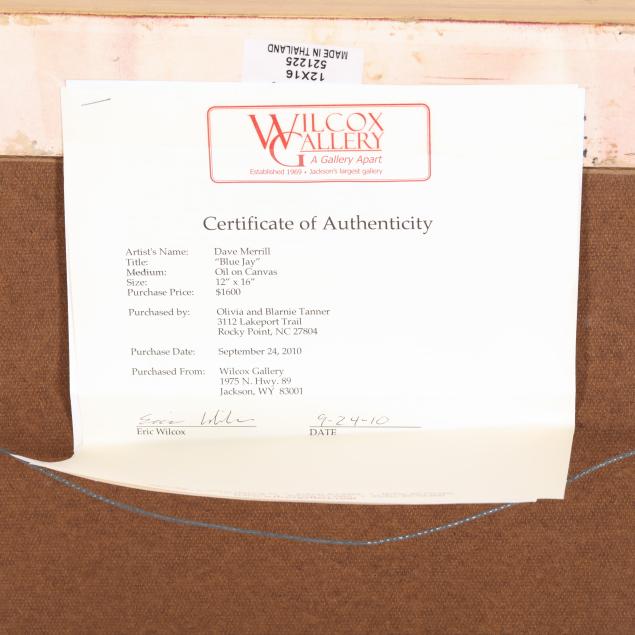 MADE IN THAILAND
521225
12X16
WILCOX
GALLERY
A Gallery Apart
Established 1969 • Jackson's largest gallery
Certificate of Authenticity
Artist's Name: Dave Merrill
Title: "Blue Jay"
Medium: Oil on Canvas
Size: 12" x 16"
Purchase Price: $1600
Purchased by: Olivia and Blarnie Tanner
3112 Lakeport Trail
Rocky Point, NC 27804
Purchase Date: September 24, 2010
Purchased From: Wilcox Gallery
1975 N. Hwy. 89
Jackson, WY 83001
9-24-10
Eric Wilcox DATE